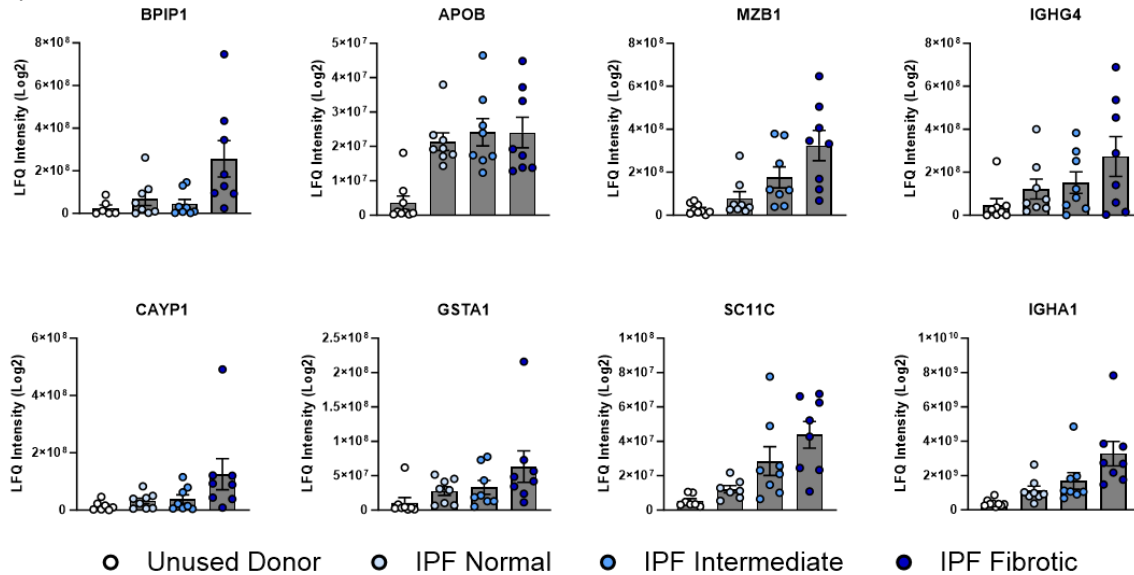 BPIP1
APOB
MZB1
IGHG4
LFQ Intensity (Log2)
8×10⁸
6×10⁸
4×10⁸
2×10⁸
0
LFQ Intensity (Log2)
5×10⁷
4×10⁷
3×10⁷
2×10⁷
1×10⁷
0
LFQ Intensity (Log2)
8×10⁸
6×10⁸
4×10⁸
2×10⁸
0
LFQ Intensity (Log2)
8×10⁸
6×10⁸
4×10⁸
2×10⁸
0
CAYP1
GSTA1
SC11C
IGHA1
LFQ Intensity (Log2)
6×10⁸
4×10⁸
2×10⁸
0
LFQ Intensity (Log2)
2.5×10⁸
2×10⁸
1.5×10⁸
1×10⁸
5×10⁷
0
LFQ Intensity (Log2)
1×10⁸
8×10⁷
6×10⁷
4×10⁷
2×10⁷
0
LFQ Intensity (Log2)
1×10¹⁰
8×10⁹
6×10⁹
4×10⁹
2×10⁹
0
Unused Donor
IPF Normal
IPF Intermediate
IPF Fibrotic